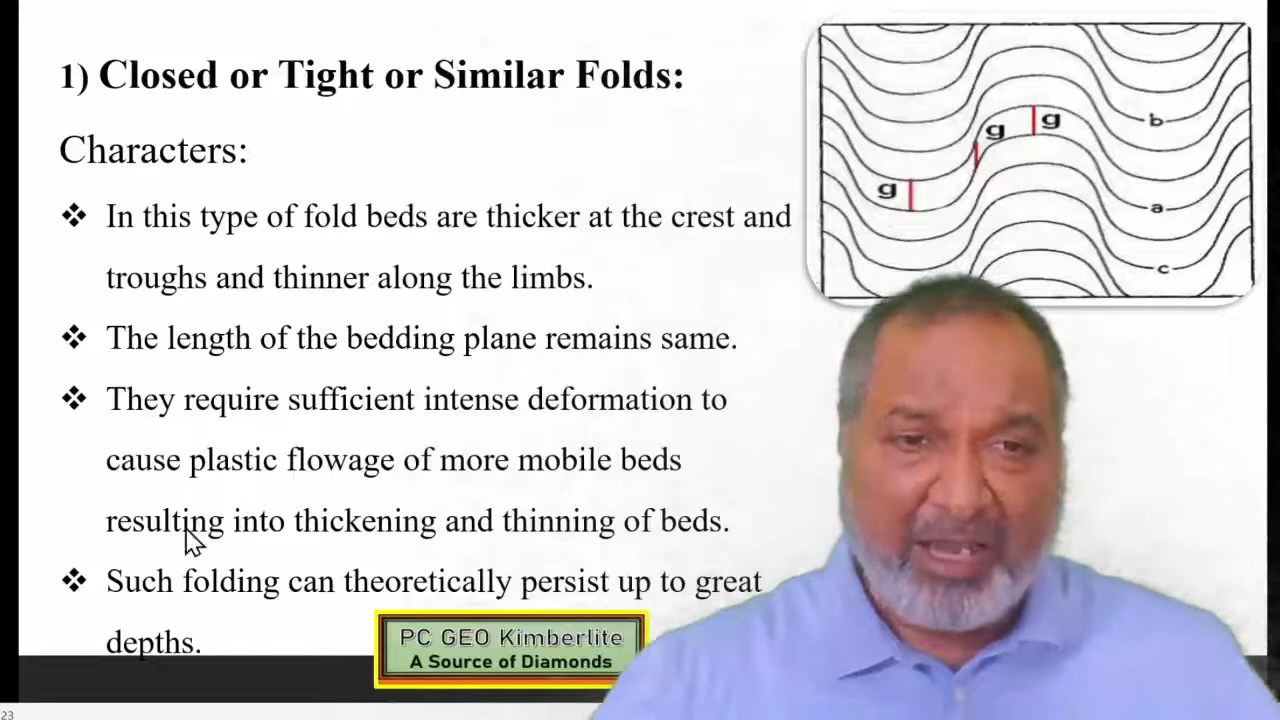 1) Closed or Tight or Similar Folds:
Characters:
❖ In this type of fold beds are thicker at the crest and
troughs and thinner along the limbs.
❖ The length of the bedding plane remains same.
❖ They require sufficient intense deformation to
cause plastic flowage of more mobile beds
resulting into thickening and thinning of beds.
❖ Such folding can theoretically persist up to great
depths.
b
g g
g
a
c
PC GEO Kimberlite
A Source of Diamonds
23